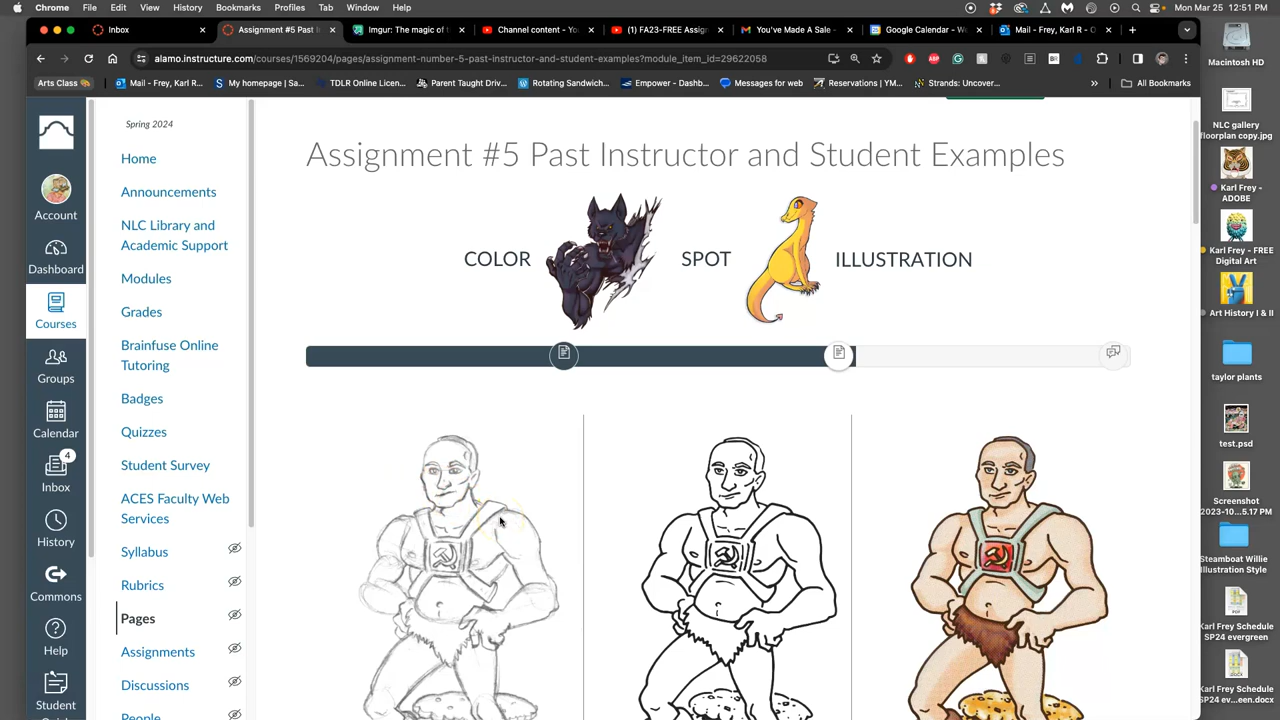 Chrome File Edit View History Bookmarks Profiles Tab Window Help Mon Mar 25 12:51 PM
Inbox Assignment #5 Past I Imgur: The magic of t Channel content - Yo (1) FA23-FREE Assign You've Made A Sale - Google Calendar - We Mail - Frey, Karl R - O
alamo.instructure.com/courses/1569204/pages/assignment-number-5-past-instructor-and-student-examples?module_item_id=29622058
Arts Class Mail - Frey, Karl R... My Schedule | Sa... TDLR Online Licen... Parent Taught Driv... Rotating Sandwich... Empower - Dashb... Messages for web Reservations | YM... Strands: Uncover... » All Bookmarks
Spring 2024
Home
Announcements
NLC Library and
Academic Support
Modules
Grades
Brainfuse Online
Tutoring
Badges
Quizzes
Student Survey
ACES Faculty Web
Services
Syllabus
Rubrics
Pages
Assignments
Discussions
People
Account
Dashboard
Courses
Groups
Calendar
4
Inbox
History
Commons
Help
Student
Assignment #5 Past Instructor and Student Examples
COLOR SPOT ILLUSTRATION
Macintosh HD
NLC gallery
floorplan copy.jpg
Karl Frey -
ADOBE
Karl Frey - FREE
Digital Art
Art History I & II
taylor plants
test.psd
Screenshot
2023-10...5.17 PM
Steamboat Willie
Illustration Style
Karl Frey Schedule
SP24 evergreen
Karl Frey Schedule
SP24 ev...een.docx